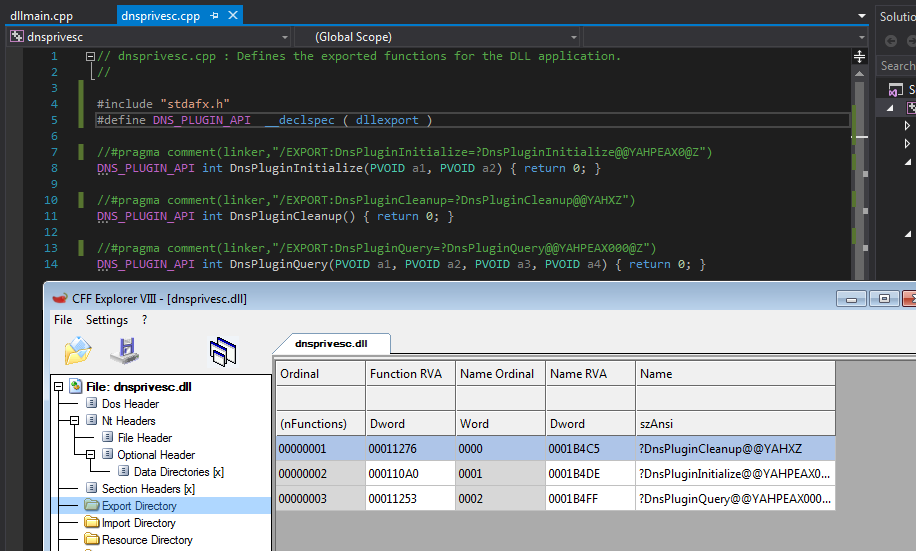 dllmain.cpp
dnsprivesc.cpp
Solutio
dnsprivesc
(Global Scope)
Search
1 // dnsprivesc.cpp : Defines the exported functions for the DLL application.
2 //
3
4 #include "stdafx.h"
5 #define DNS_PLUGIN_API __declspec ( dllexport )
6
7 //#pragma comment(linker,"/EXPORT:DnsPluginInitialize=?DnsPluginInitialize@@YAHPEAX0@Z")
8 DNS_PLUGIN_API int DnsPluginInitialize(PVOID a1, PVOID a2) { return 0; }
9
10 //#pragma comment(linker,"/EXPORT:DnsPluginCleanup=?DnsPluginCleanup@@YAHXZ")
11 DNS_PLUGIN_API int DnsPluginCleanup() { return 0; }
12
13 //#pragma comment(linker,"/EXPORT:DnsPluginQuery=?DnsPluginQuery@@YAHPEAX000@Z")
14 DNS_PLUGIN_API int DnsPluginQuery(PVOID a1, PVOID a2, PVOID a3, PVOID a4) { return 0; }
CFF Explorer VIII - [dnsprivesc.dll]
File Settings ?
dnsprivesc.dll
File: dnsprivesc.dll
Dos Header
Nt Headers
File Header
Optional Header
Data Directories [x]
Section Headers [x]
Export Directory
Import Directory
Resource Directory
Ordinal Function RVA Name Ordinal Name RVA Name
(nFunctions) Dword Word Dword szAnsi
00000001 00011276 0000 0001B4C5 ?DnsPluginCleanup@@YAHXZ
00000002 000110A0 0001 0001B4DE ?DnsPluginInitialize@@YAHPEAX0...
00000003 00011253 0002 0001B4FF ?DnsPluginQuery@@YAHPEAX000...